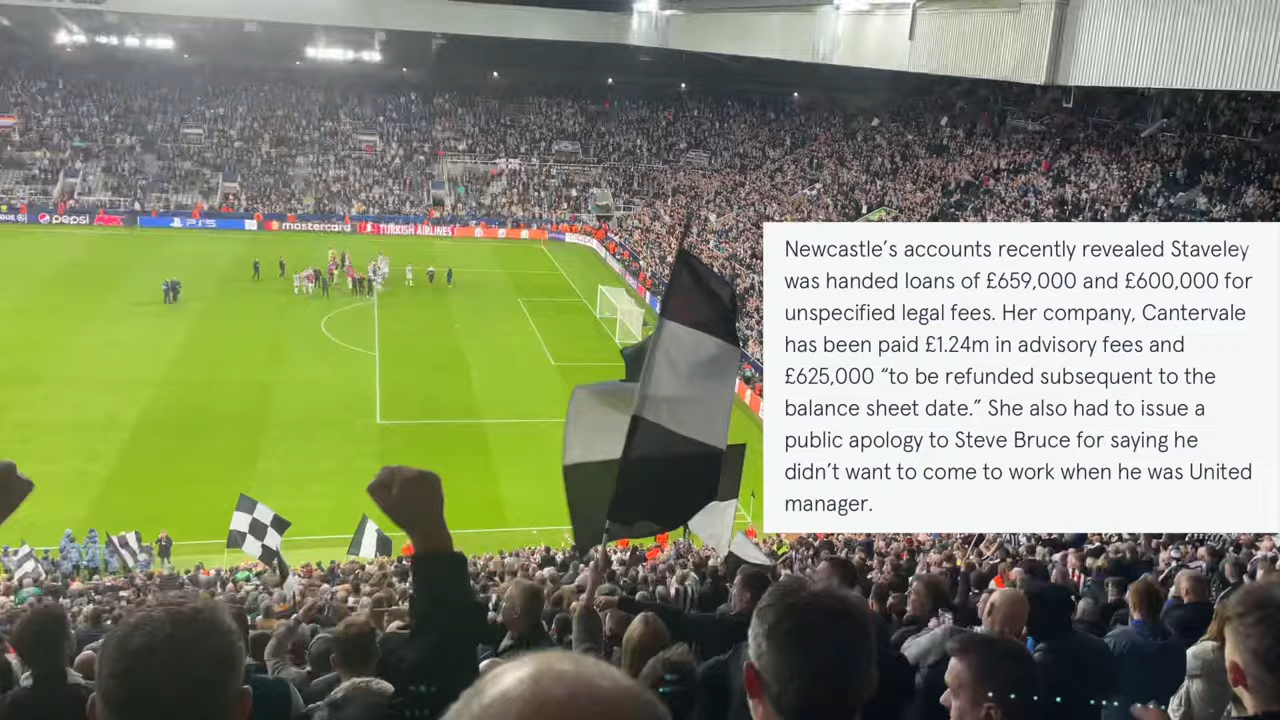 pepsi
PS5
mastercard
TURKISH AIRLINES
Newcastle’s accounts recently revealed Staveley
was handed loans of £659,000 and £600,000 for
unspecified legal fees. Her company, Cantervale
has been paid £1.24m in advisory fees and
£625,000 “to be refunded subsequent to the
balance sheet date.” She also had to issue a
public apology to Steve Bruce for saying he
didn’t want to come to work when he was United
manager.